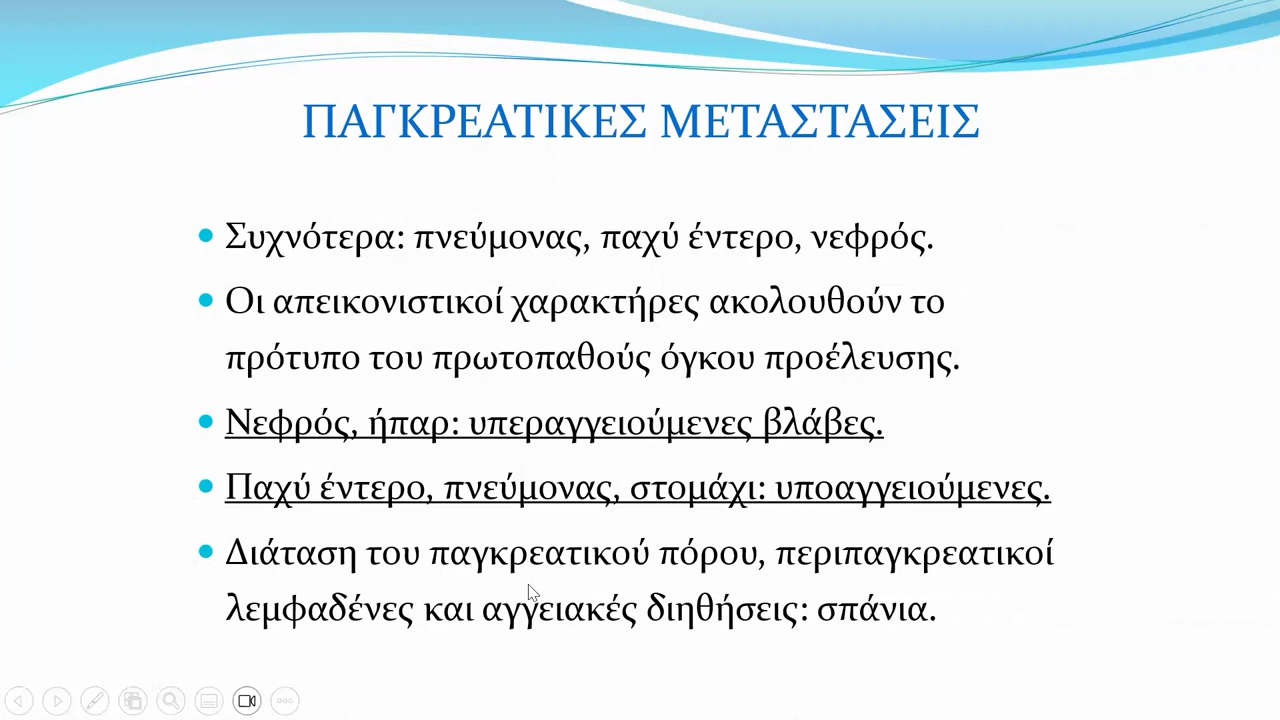 ΠΑΓΚΡΕΑΤΙΚΕΣ ΜΕΤΑΣΤΑΣΕΙΣ
• Συχνότερα: πνεύμονας, παχύ έντερο, νεφρός.
• Οι απεικονιστικοί χαρακτήρες ακολουθούν το
πρότυπο του πρωτοπαθούς όγκου προέλευσης.
• Νεφρός, ήπαρ: υπεραγγειούμενες βλάβες.
• Παχύ έντερο, πνεύμονας, στομάχι: υποαγγειούμενες.
• Διάταση του παγκρεατικού πόρου, περιπαγκρεατικοί
λεμφαδένες και αγγειακές διηθήσεις: σπάνια.